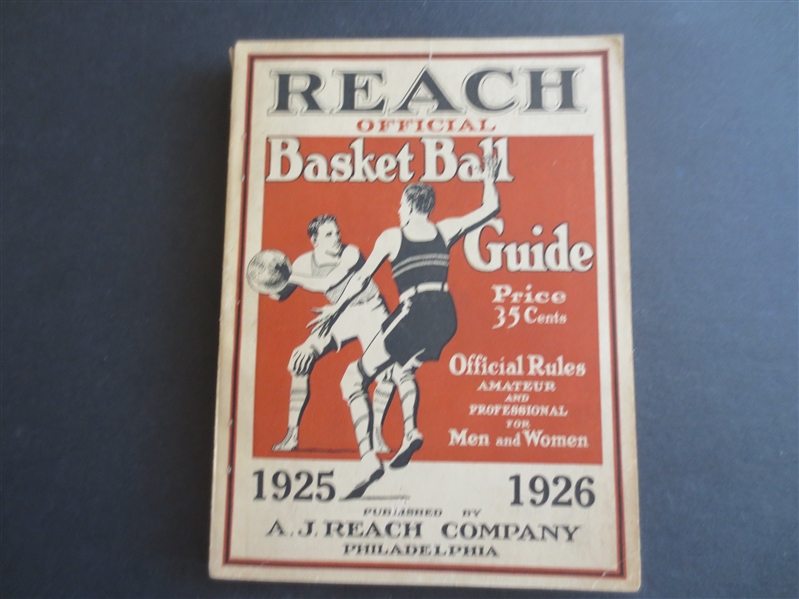 REACH
OFFICIAL
Basket Ball
Guide
Price
35 Cents
Official Rules
AMATEUR
AND
PROFESSIONAL
FOR
Men and Women
1925 1926
PUBLISHED BY
A. J. REACH COMPANY
PHILADELPHIA